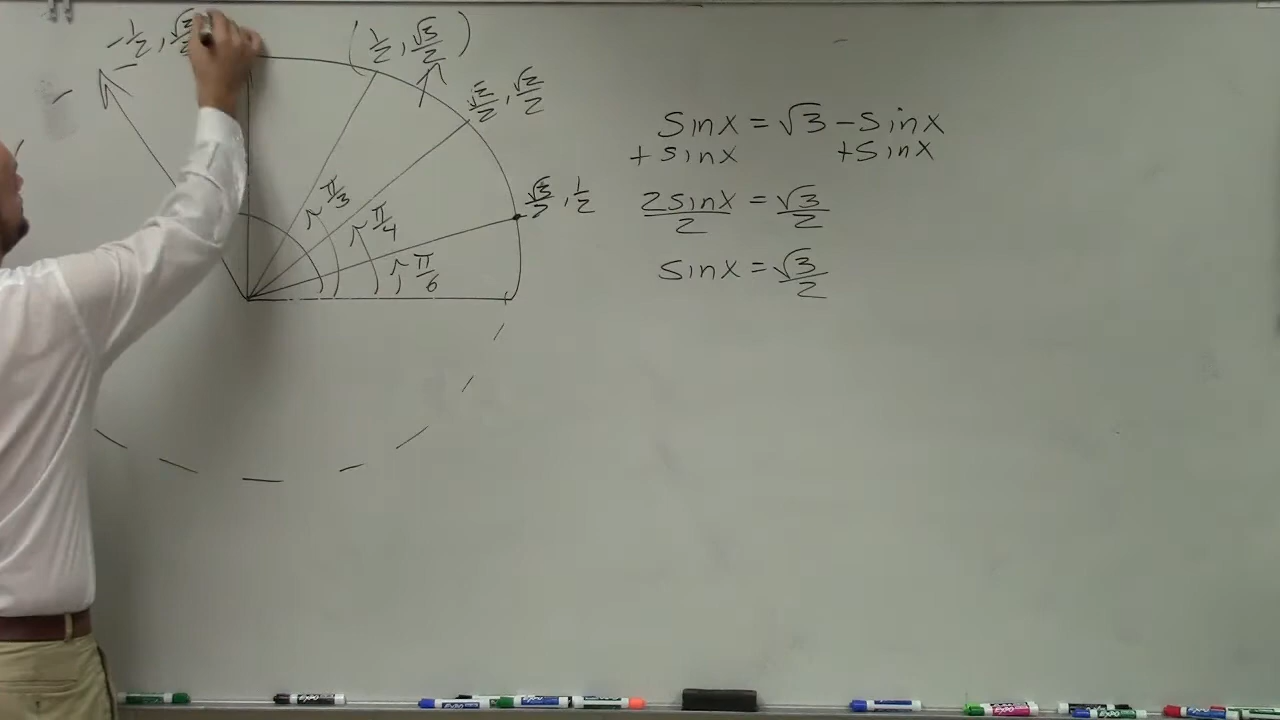 -1/2, √3/2
(1/2, √3/2)
√2/2, √2/2
√3/2, 1/2
π/3
π/4
π/6
sinx = √3 - sinx
+sinx +sinx
2sinx/2 = √3/2
sinx = √3/2
EXPO